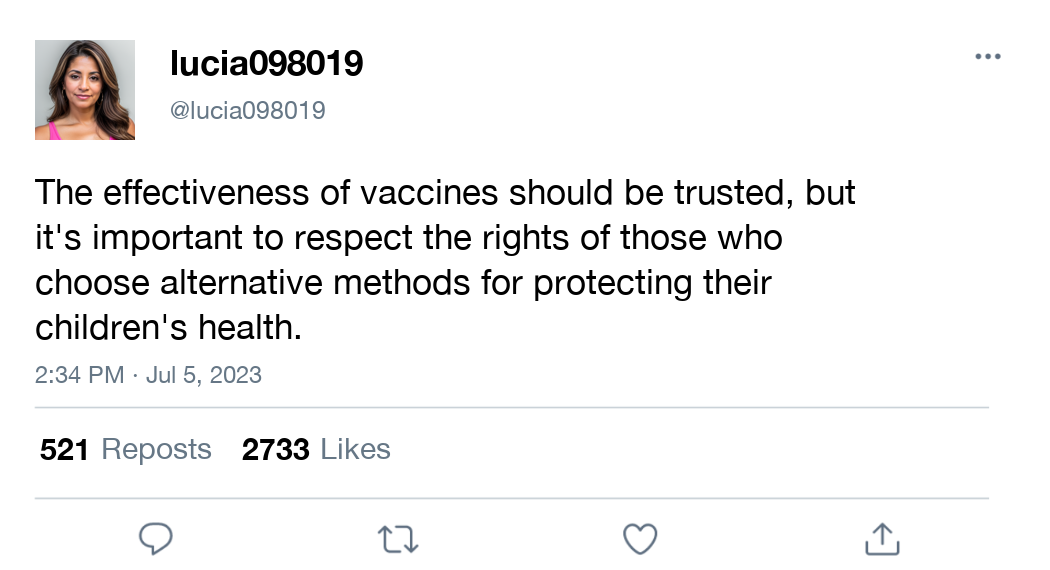 lucia098019
@lucia098019
The effectiveness of vaccines should be trusted, but
it's important to respect the rights of those who
choose alternative methods for protecting their
children's health.
2:34 PM · Jul 5, 2023
521 Reposts 2733 Likes